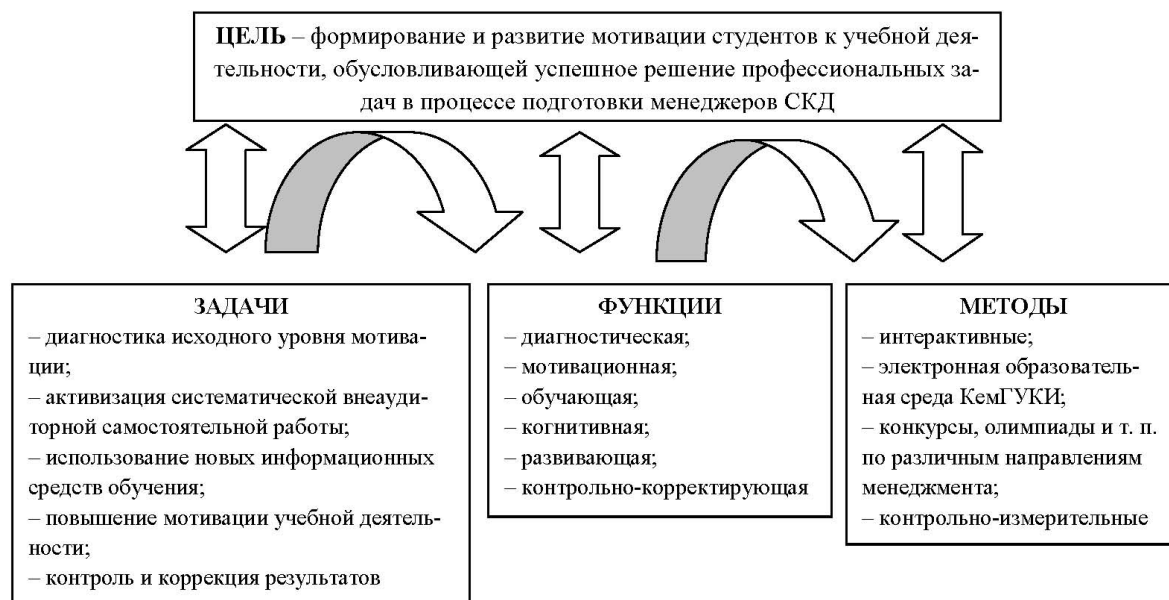 ЦЕЛЬ – формирование и развитие мотивации студентов к учебной дея-
тельности, обусловливающей успешное решение профессиональных за-
дач в процессе подготовки менеджеров СКД
ЗАДАЧИ
– диагностика исходного уровня мотива-
ции;
– активизация систематической внеауди-
торной самостоятельной работы;
– использование новых информационных
средств обучения;
– повышение мотивации учебной деятель-
ности;
– контроль и коррекция результатов
ФУНКЦИИ
– диагностическая;
– мотивационная;
– обучающая;
– когнитивная;
– развивающая;
– контрольно-корректирующая
МЕТОДЫ
– интерактивные;
– электронная образователь-
ная среда КемГУКИ;
– конкурсы, олимпиады и т. п.
по различным направлениям
менеджмента;
– контрольно-измерительные